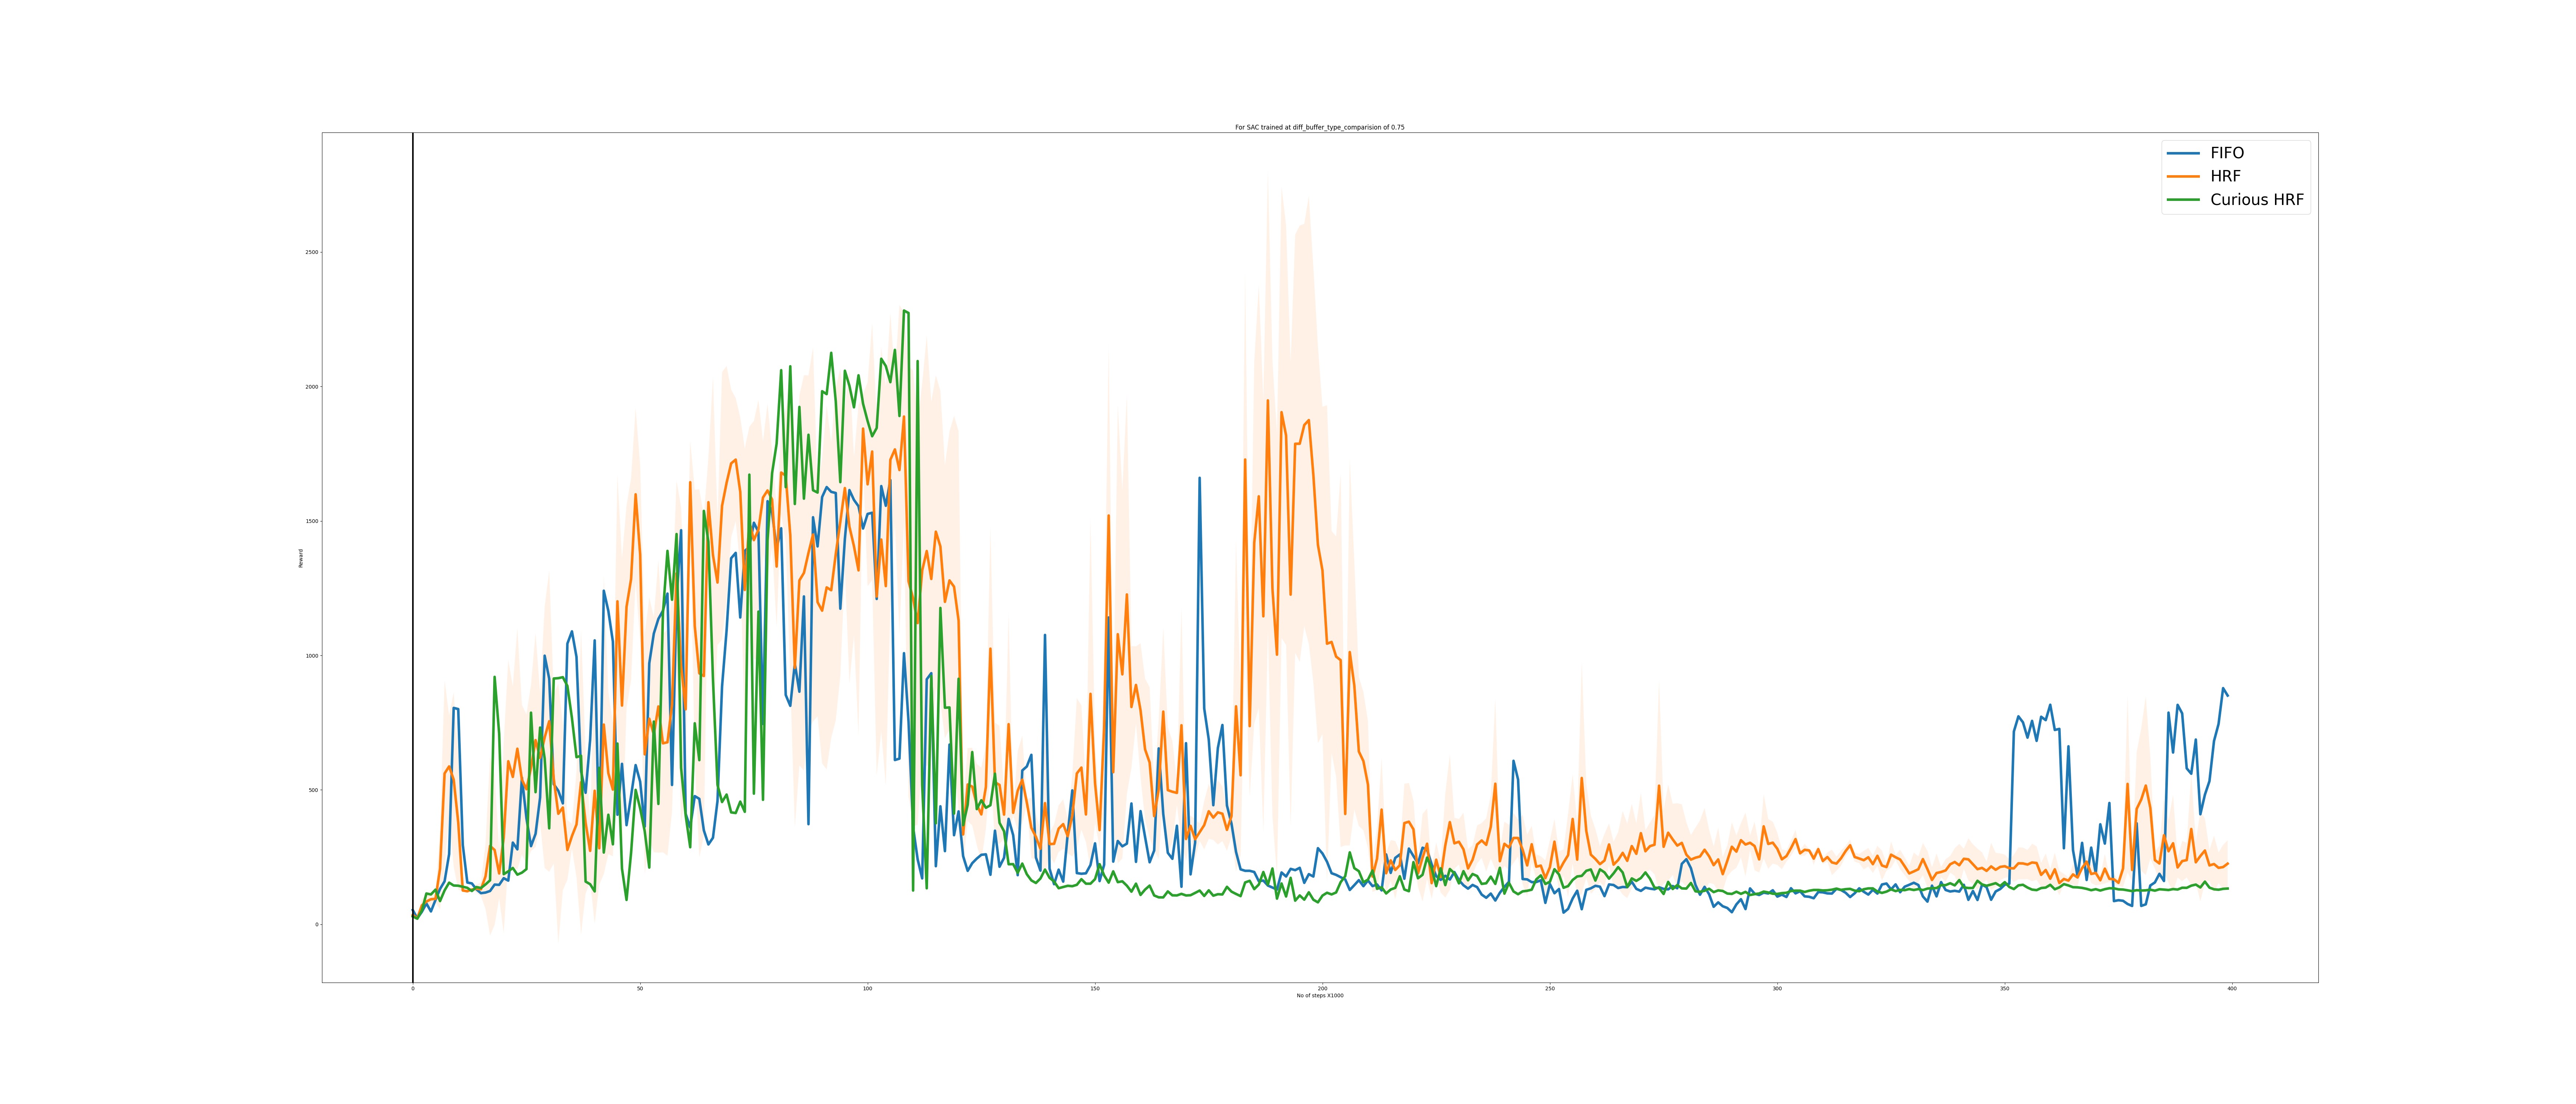 For SAC trained at diff_buffer_type_comparision of 0.75
FIFO
HRF
Curious HRF
2500
2000
1500
1000
500
0
Reward
0 50 100 150 200 250 300 350 400
No of steps X1000